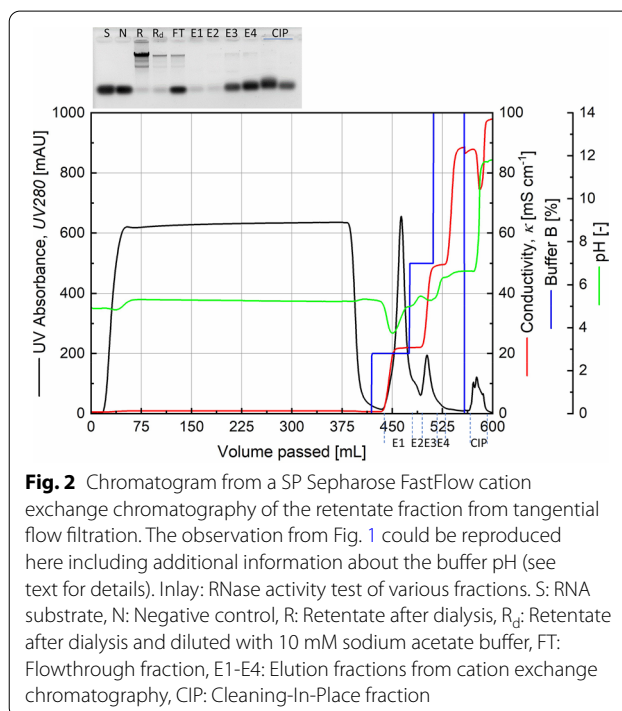 S N R Rd FT E1 E2 E3 E4 CIP
1000 100 14
800 80 12
10
600 60
8
400 40 6
4
200 20
2
0 0 0
0 75 150 225 300 375 450 525 600
E1 E2E3E4 CIP
Volume passed [mL]
UV Absorbance, UV280 [mAU]
Conductivity, κ [mS cm⁻¹]
Buffer B [%]
pH [-]
Fig. 2 Chromatogram from a SP Sepharose FastFlow cation
exchange chromatography of the retentate fraction from tangential
flow filtration. The observation from Fig. 1 could be reproduced
here including additional information about the buffer pH (see
text for details). Inlay: RNase activity test of various fractions. S: RNA
substrate, N: Negative control, R: Retentate after dialysis, Rd: Retentate
after dialysis and diluted with 10 mM sodium acetate buffer, FT:
Flowthrough fraction, E1-E4: Elution fractions from cation exchange
chromatography, CIP: Cleaning-In-Place fraction